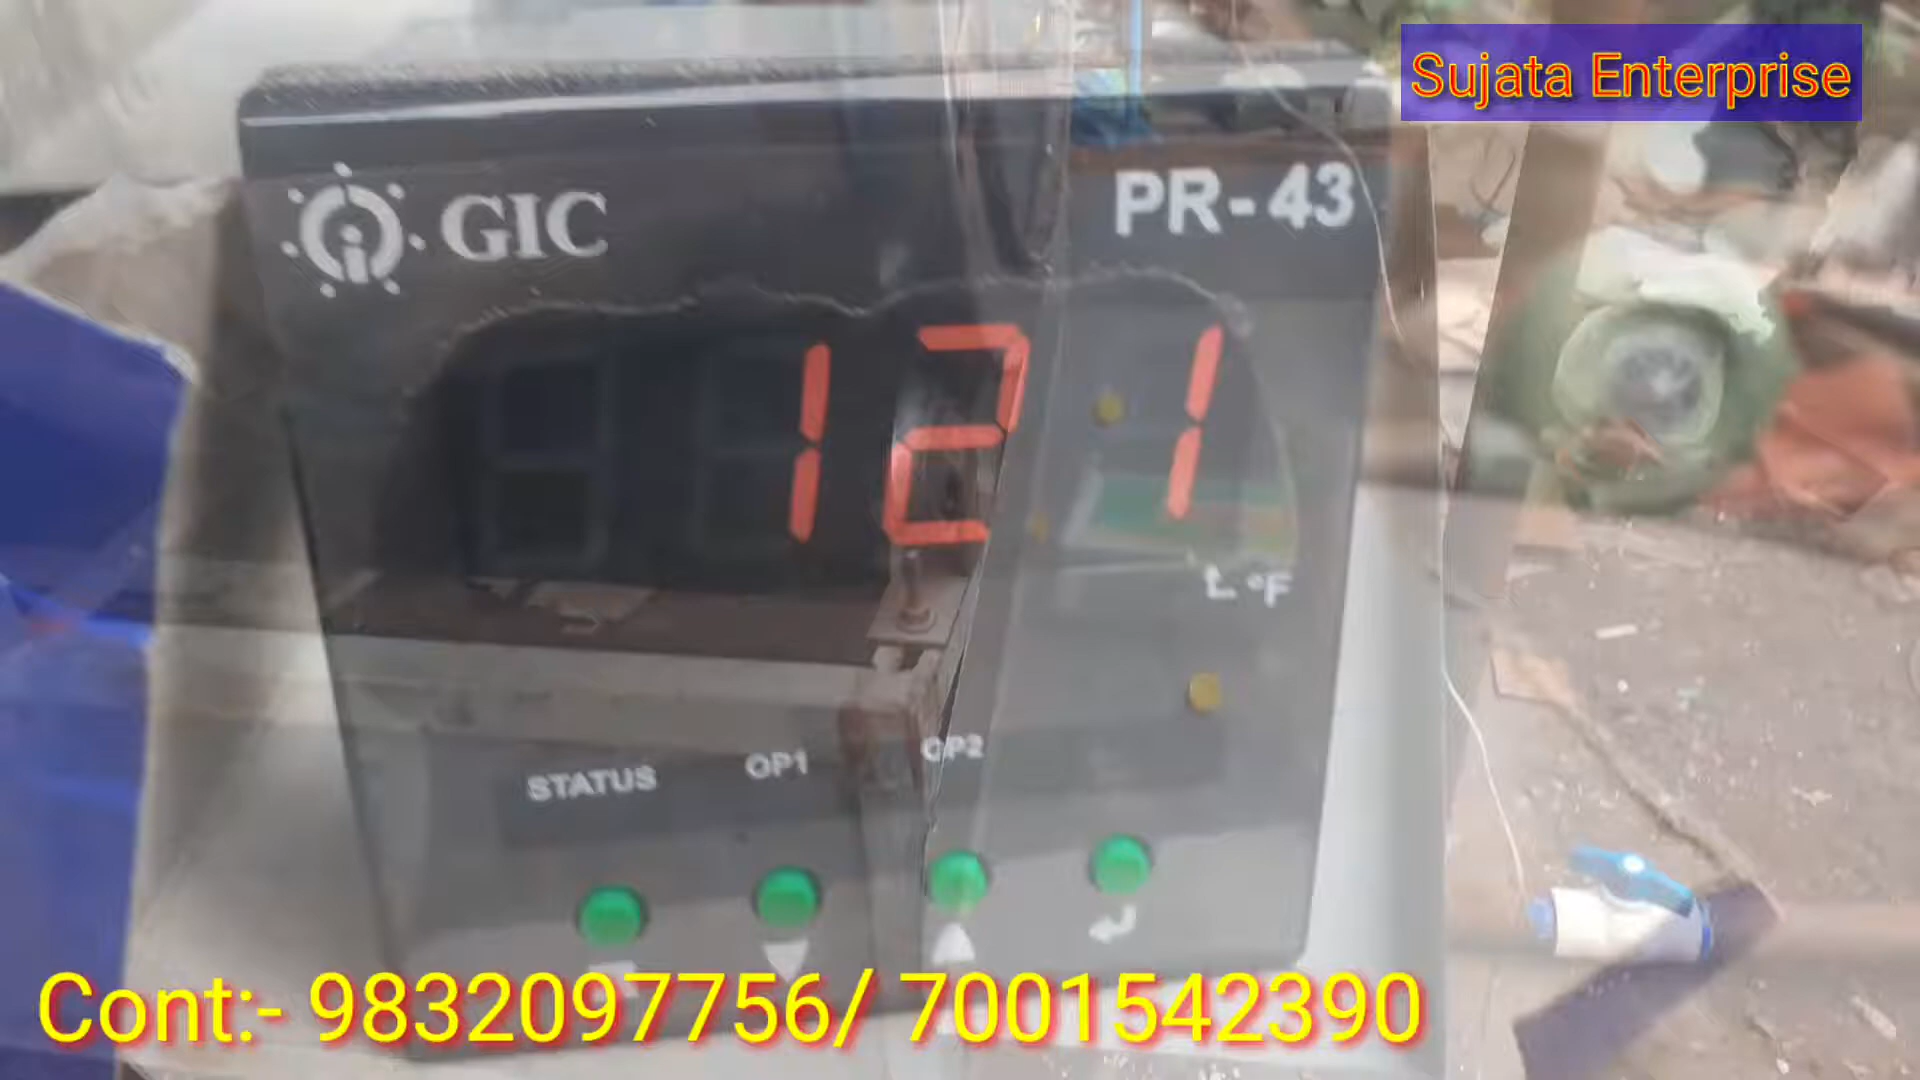 Sujata Enterprise
GIC
PR-43
121
°F
STATUS OP1 OP2
Cont:- 9832097756/ 7001542390